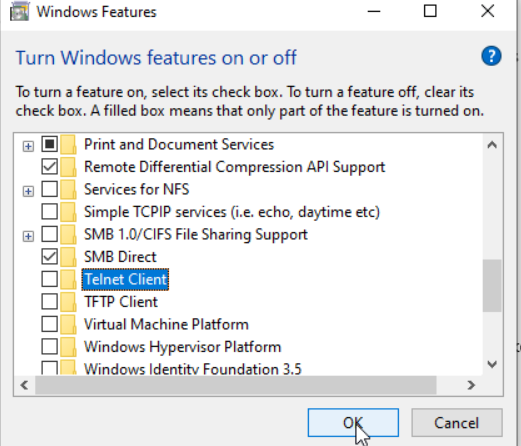 Windows Features
Turn Windows features on or off
To turn a feature on, select its check box. To turn a feature off, clear its
check box. A filled box means that only part of the feature is turned on.
Print and Document Services
Remote Differential Compression API Support
Services for NFS
Simple TCPIP services (i.e. echo, daytime etc)
SMB 1.0/CIFS File Sharing Support
SMB Direct
Telnet Client
TFTP Client
Virtual Machine Platform
Windows Hypervisor Platform
Windows Identity Foundation 3.5
OK
Cancel